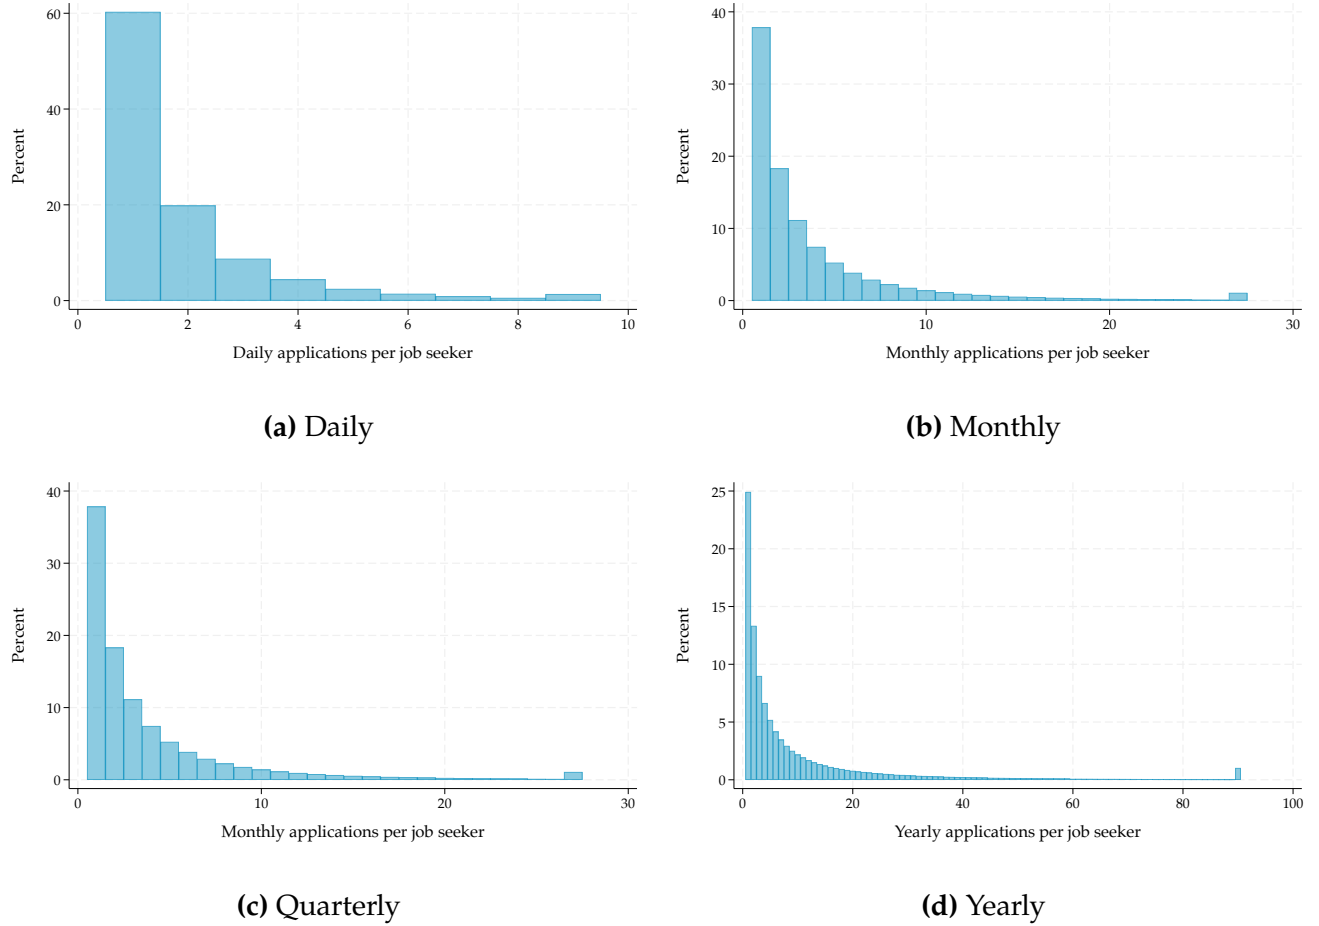 60
40
20
0
Percent
0 2 4 6 8 10
Daily applications per job seeker
(a) Daily
40
30
20
10
0
Percent
0 10 20 30
Monthly applications per job seeker
(b) Monthly
40
30
20
10
0
Percent
0 10 20 30
Monthly applications per job seeker
(c) Quarterly
25
20
15
10
5
0
Percent
0 20 40 60 80 100
Yearly applications per job seeker
(d) Yearly